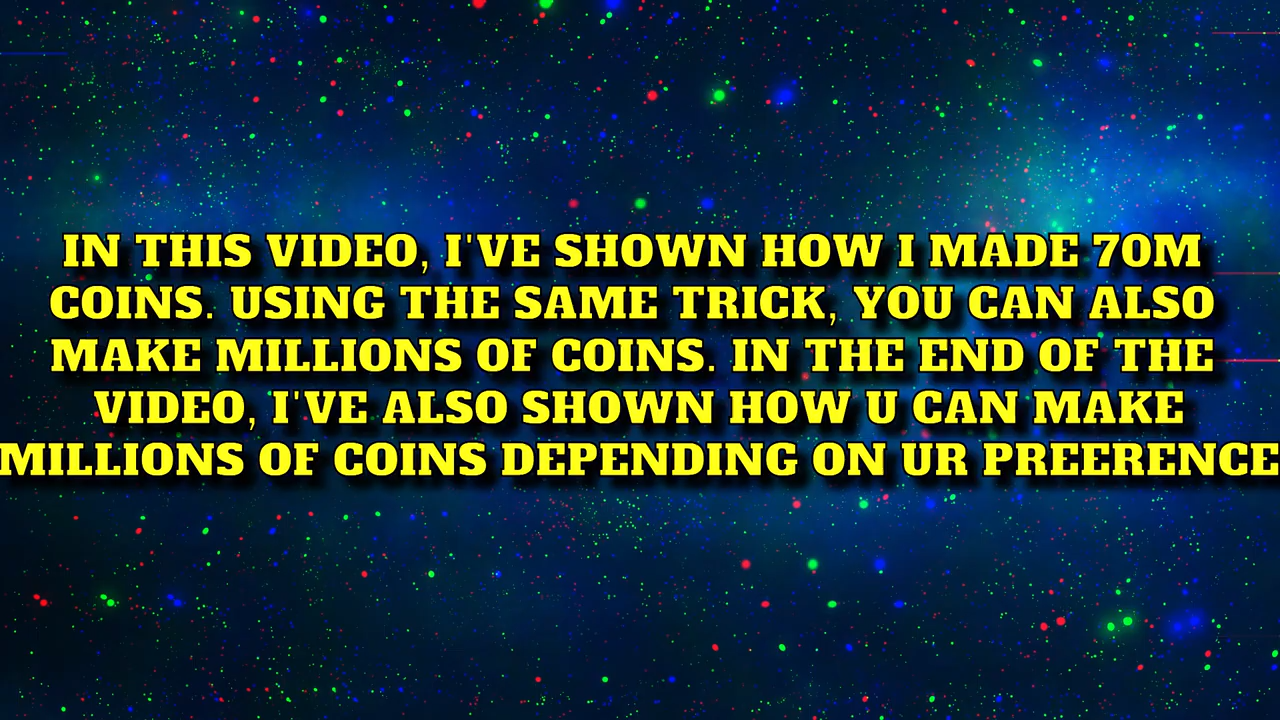 IN THIS VIDEO, I'VE SHOWN HOW I MADE 70M
COINS. USING THE SAME TRICK, YOU CAN ALSO
MAKE MILLIONS OF COINS. IN THE END OF THE
VIDEO, I'VE ALSO SHOWN HOW U CAN MAKE
MILLIONS OF COINS DEPENDING ON UR PREERENCE